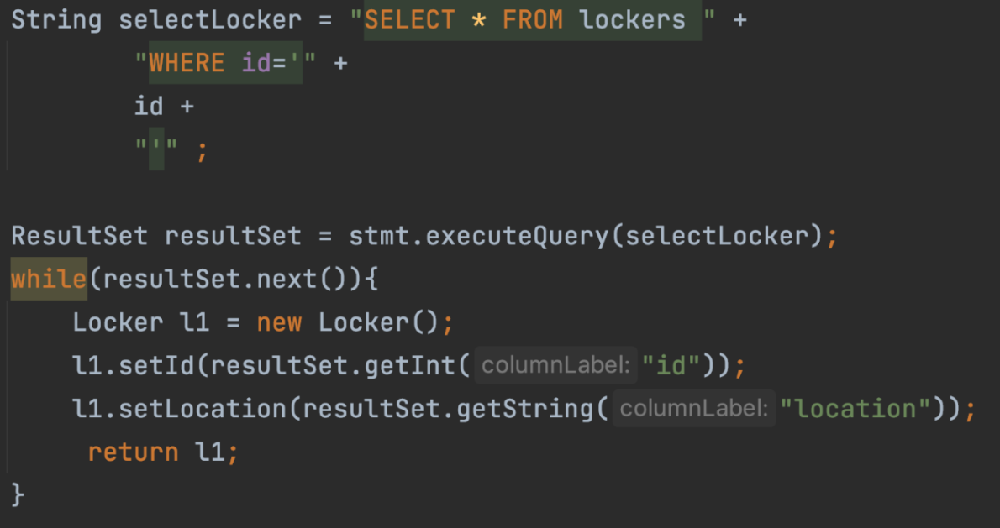 String selectLocker = "SELECT * FROM lockers " +
"WHERE id='" +
id +
"'" ;
ResultSet resultSet = stmt.executeQuery(selectLocker);
while(resultSet.next()){
Locker l1 = new Locker();
l1.setId(resultSet.getInt( columnLabel: "id"));
l1.setLocation(resultSet.getString( columnLabel: "location"));
return l1;
}